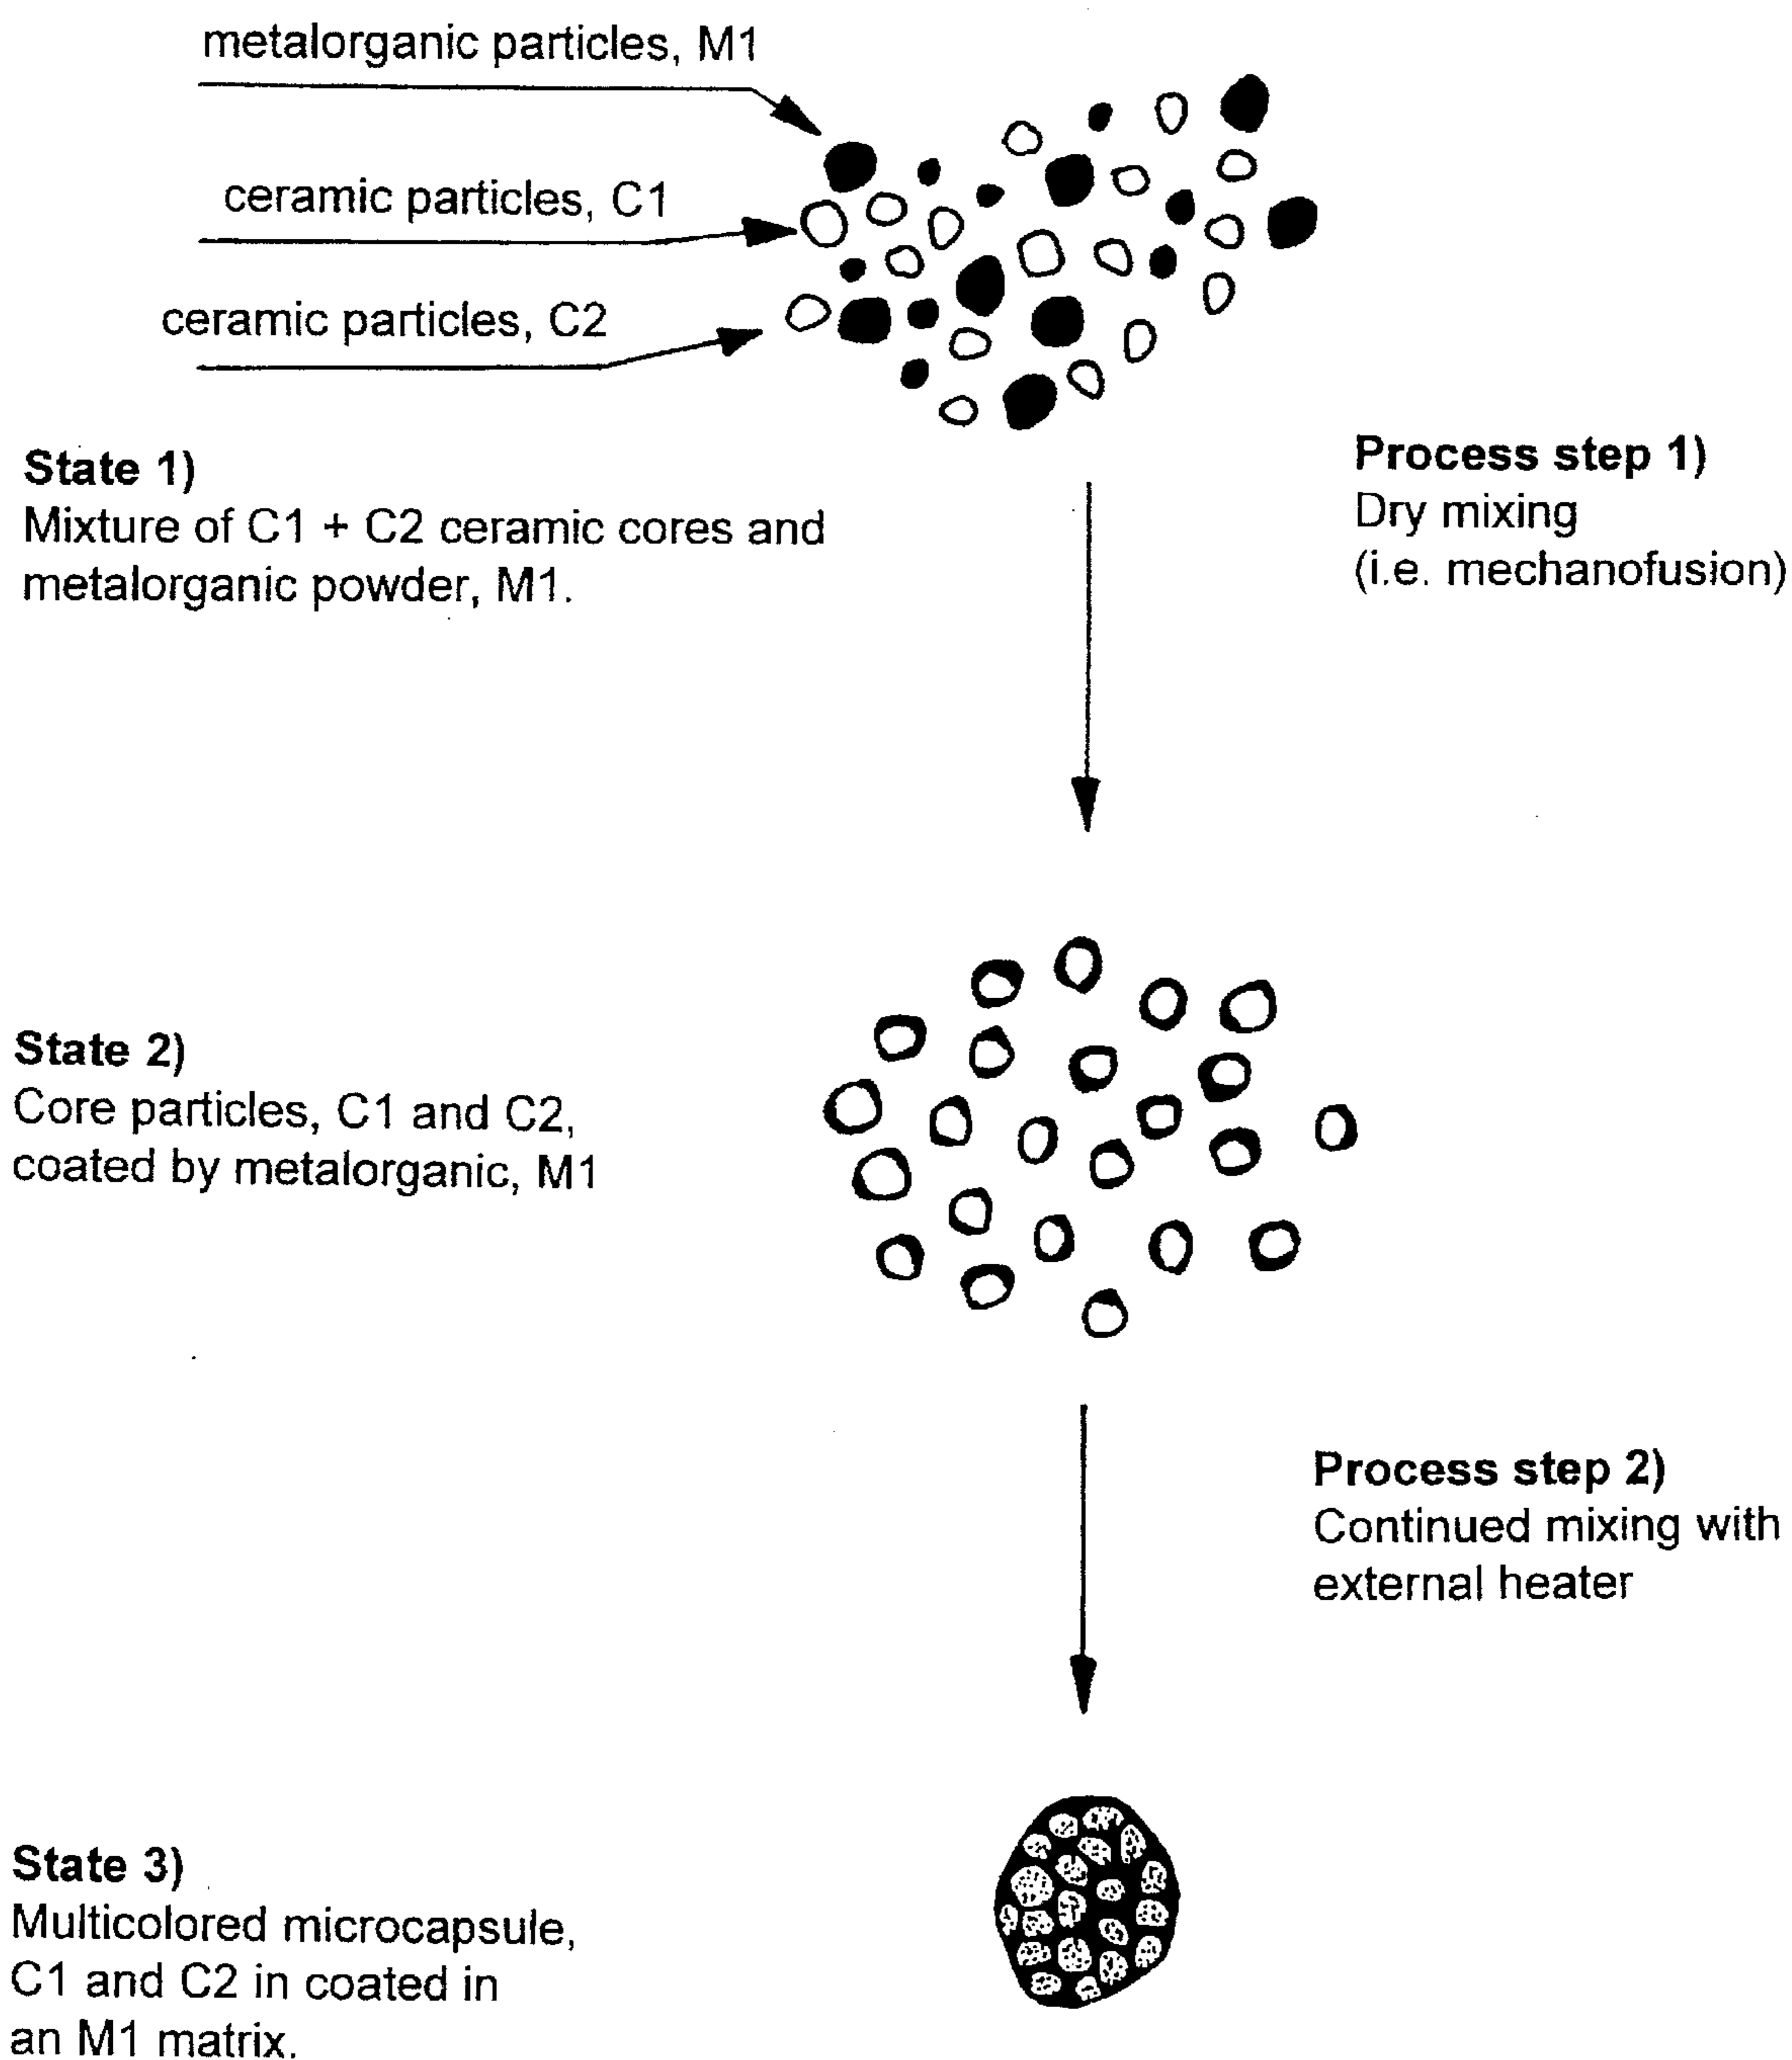 metalorganic particles, M1
ceramic particles, C1
ceramic particles, C2
State 1)
Mixture of C1 + C2 ceramic cores and
metalorganic powder, M1.
Process step 1)
Dry mixing
(i.e. mechanofusion)
State 2)
Core particles, C1 and C2,
coated by metalorganic, M1
Process step 2)
Continued mixing with
external heater
State 3)
Multicolored microcapsule,
C1 and C2 in coated in
an M1 matrix.